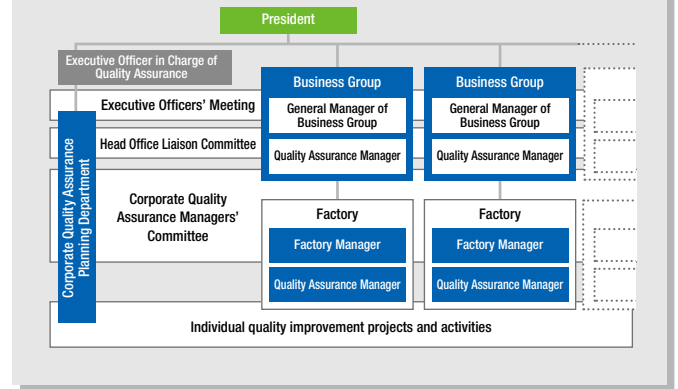 President
Executive Officer in Charge of
Quality Assurance
Business Group
Business Group
Executive Officers' Meeting
General Manager of
Business Group
General Manager of
Business Group
Head Office Liaison Committee
Quality Assurance Manager
Quality Assurance Manager
Corporate Quality Assurance
Planning Department
Corporate Quality
Assurance Managers'
Committee
Factory
Factory
Factory Manager
Factory Manager
Quality Assurance Manager
Quality Assurance Manager
Individual quality improvement projects and activities